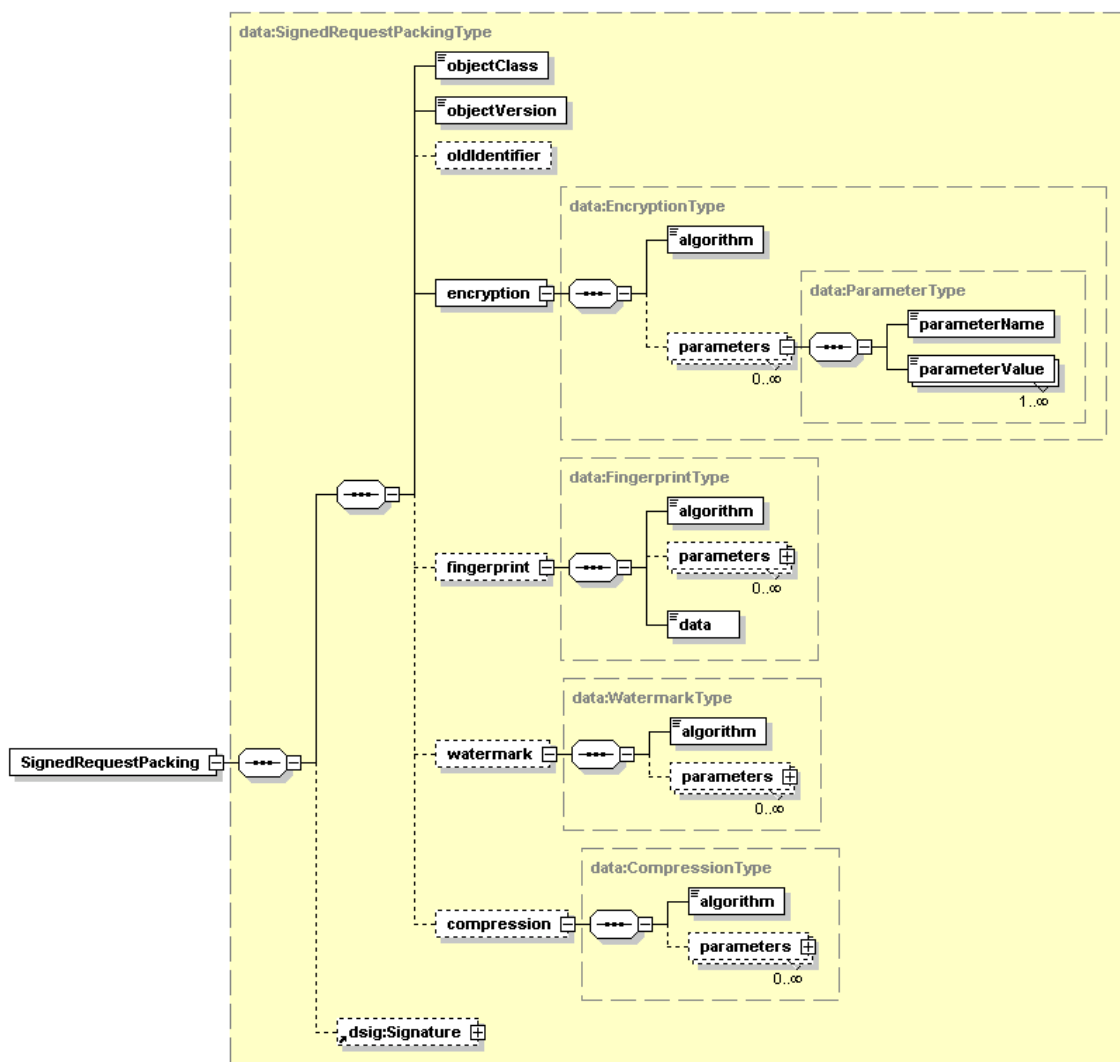 data:SignedRequestPackingType
objectClass
objectVersion
oldIdentifier
data:EncryptionType
algorithm
encryption
data:ParameterType
parameterName
parameters
0..∞
parameterValue
1..∞
data:FingerprintType
algorithm
fingerprint
parameters
0..∞
data
data:WatermarkType
algorithm
watermark
parameters
0..∞
SignedRequestPacking
data:CompressionType
algorithm
compression
parameters
0..∞
dsig:Signature